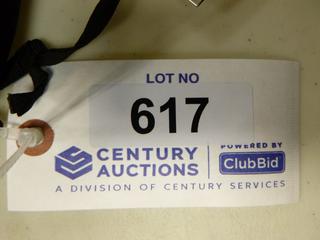 LOT NO
617
CENTURY AUCTIONS
POWERED BY
ClubBid
A DIVISION OF CENTURY SERVICES